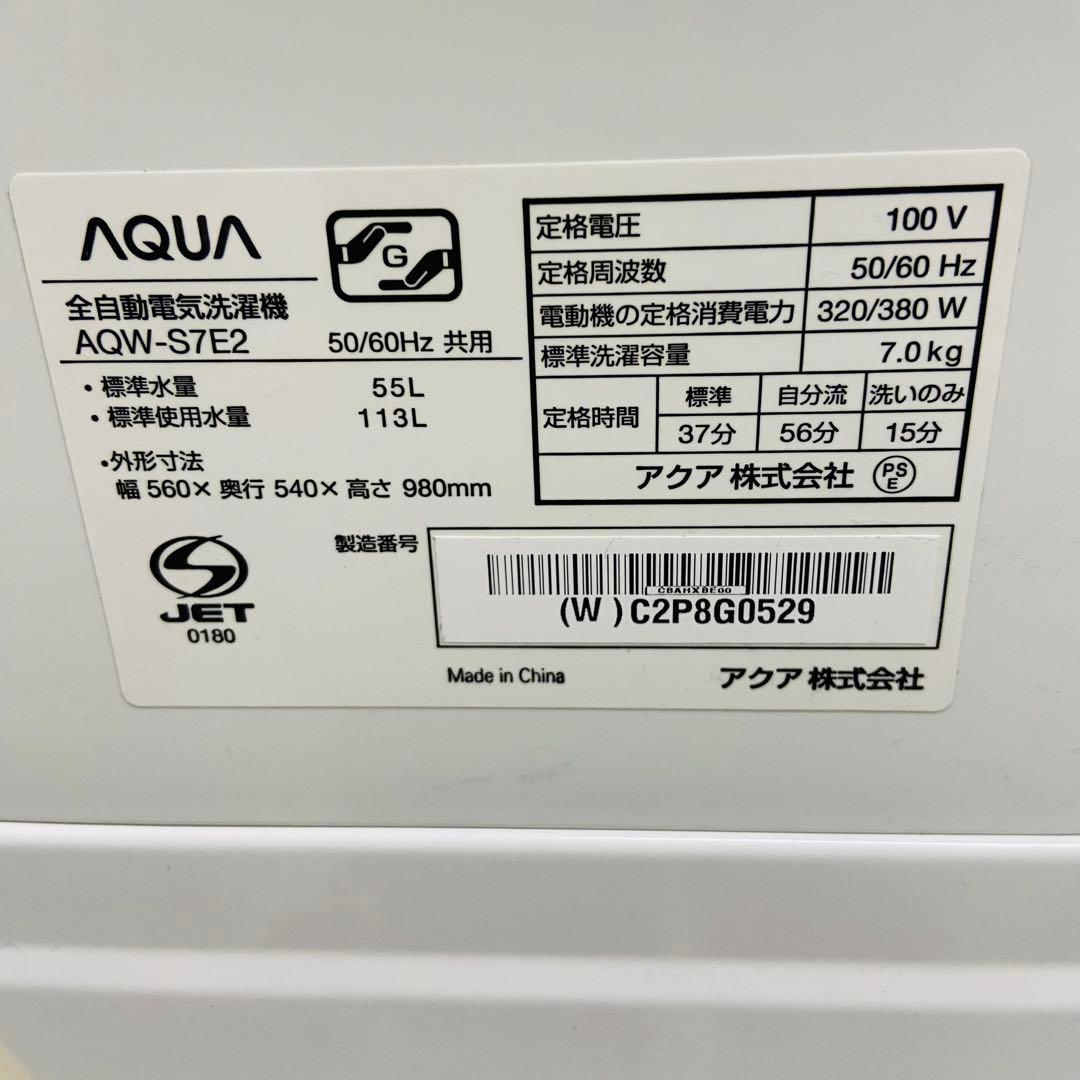 AQUA
G
全自動電気洗濯機
AQW-S7E2
50/60Hz 共用
・標準水量 55L
・標準使用水量 113L
・外形寸法
幅 560× 奥行 540× 高さ 980mm
定格電圧 100 V
定格周波数 50/60 Hz
電動機の定格消費電力 320/380 W
標準洗濯容量 7.0kg
定格時間 標準 自分流 洗いのみ
37分 56分 15分
アクア 株式会社 PS E
S
JET
0180
製造番号
CBAHXBE00
(W)C2P8G0529
Made in China
アクア 株式会社